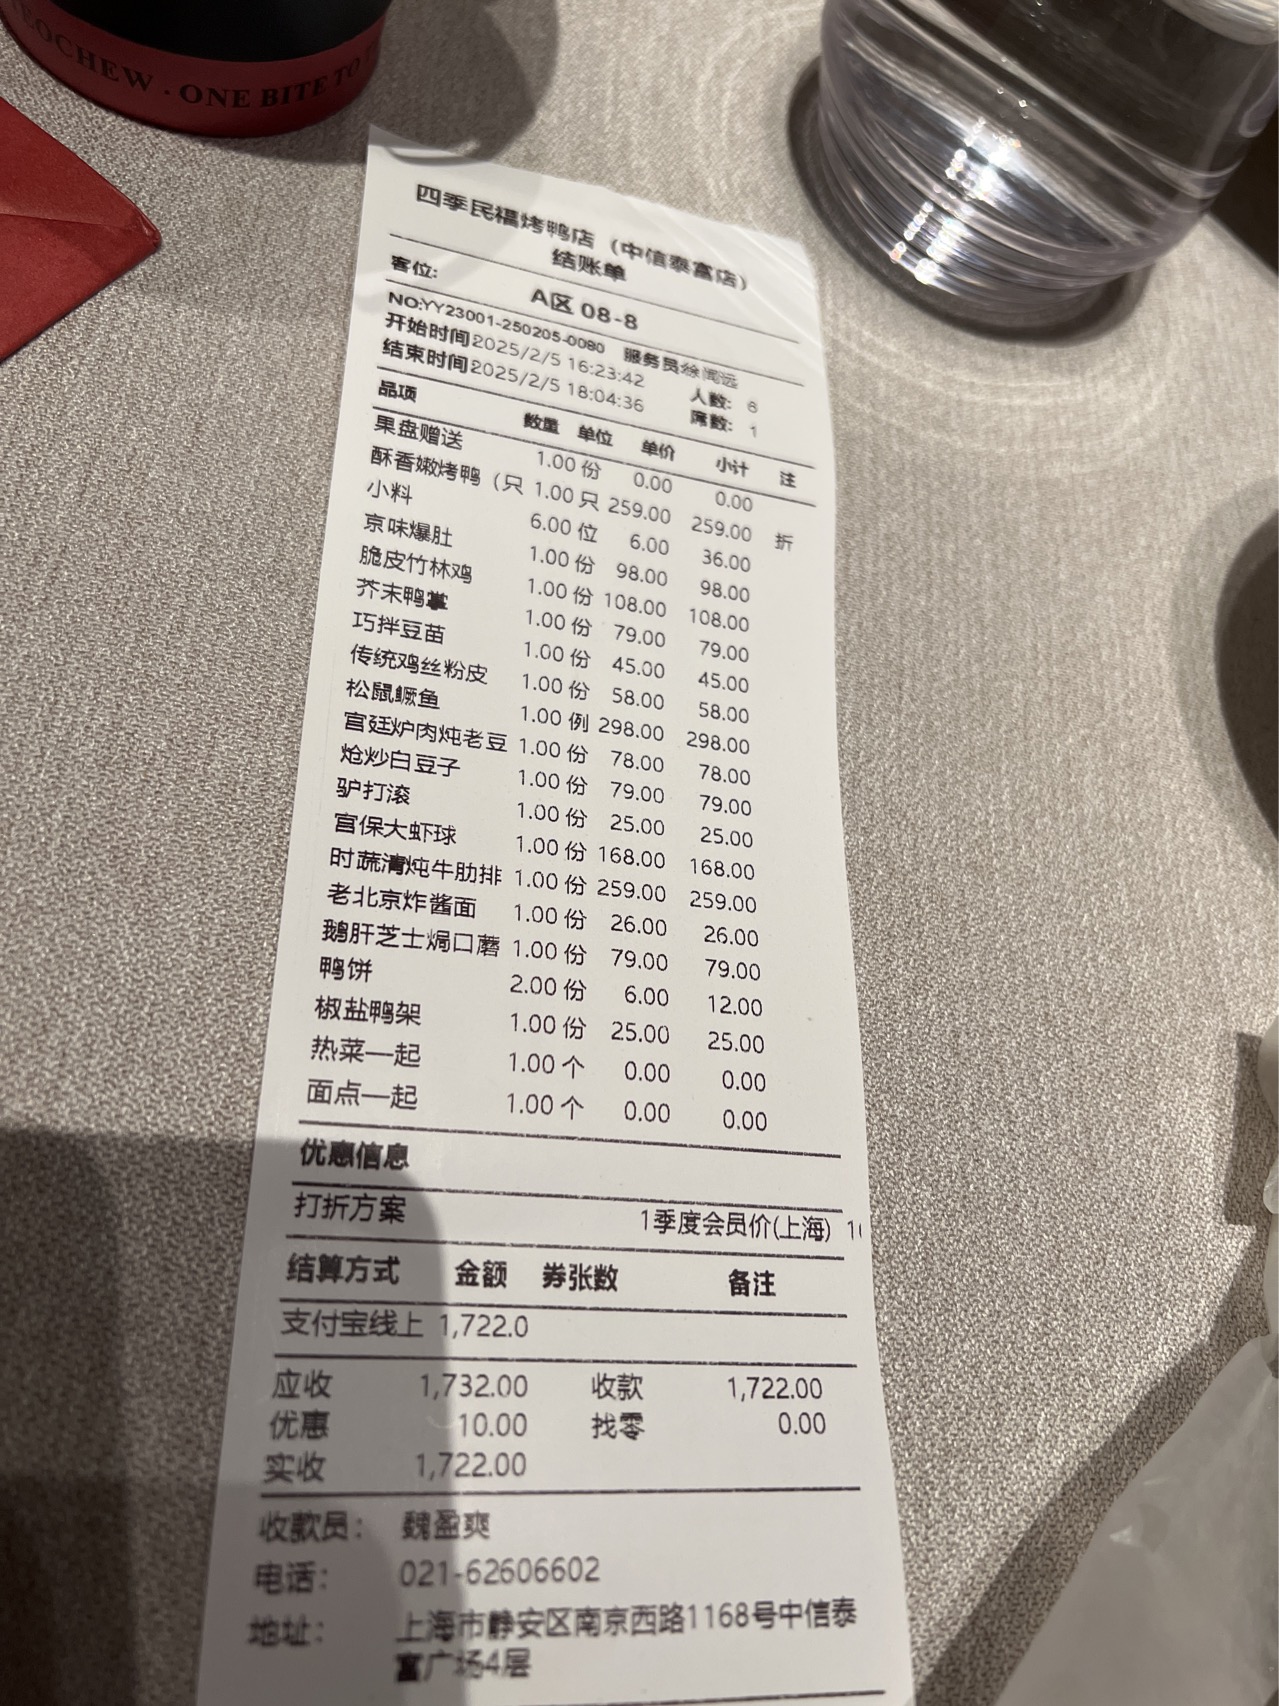 OCHEW · ONE BITE TO
四季民福烤鸭店（中信泰富店）
结账单
客位: A区 08-8
NO:YY23001-250205-0080 服务员徐闻远
开始时间2025/2/5 16:23:42 人数: 6
结束时间2025/2/5 18:04:36 席数: 1
品项 数量 单位 单价 小计 注
果盘赠送 1.00 份 0.00 0.00
酥香嫩烤鸭（只 1.00 只 259.00 259.00 折
小料 6.00 位 6.00 36.00
京味爆肚 1.00 份 98.00 98.00
脆皮竹林鸡 1.00 份 108.00 108.00
芥末鸭掌 1.00 份 79.00 79.00
巧拌豆苗 1.00 份 45.00 45.00
传统鸡丝粉皮 1.00 份 58.00 58.00
松鼠鳜鱼 1.00 例 298.00 298.00
宫廷炉肉炖老豆 1.00 份 78.00 78.00
炝炒白豆子 1.00 份 79.00 79.00
驴打滚 1.00 份 25.00 25.00
宫保大虾球 1.00 份 168.00 168.00
时蔬清炖牛肋排 1.00 份 259.00 259.00
老北京炸酱面 1.00 份 26.00 26.00
鹅肝芝士焗口蘑 1.00 份 79.00 79.00
鸭饼 2.00 份 6.00 12.00
椒盐鸭架 1.00 份 25.00 25.00
热菜一起 1.00 个 0.00 0.00
面点一起 1.00 个 0.00 0.00
优惠信息
打折方案 1季度会员价(上海) 1
结算方式 金额 券张数 备注
支付宝线上 1,722.0
应收 1,732.00 收款 1,722.00
优惠 10.00 找零 0.00
实收 1,722.00
收款员: 魏盈爽
电话: 021-62606602
地址: 上海市静安区南京西路1168号中信泰
富广场4层